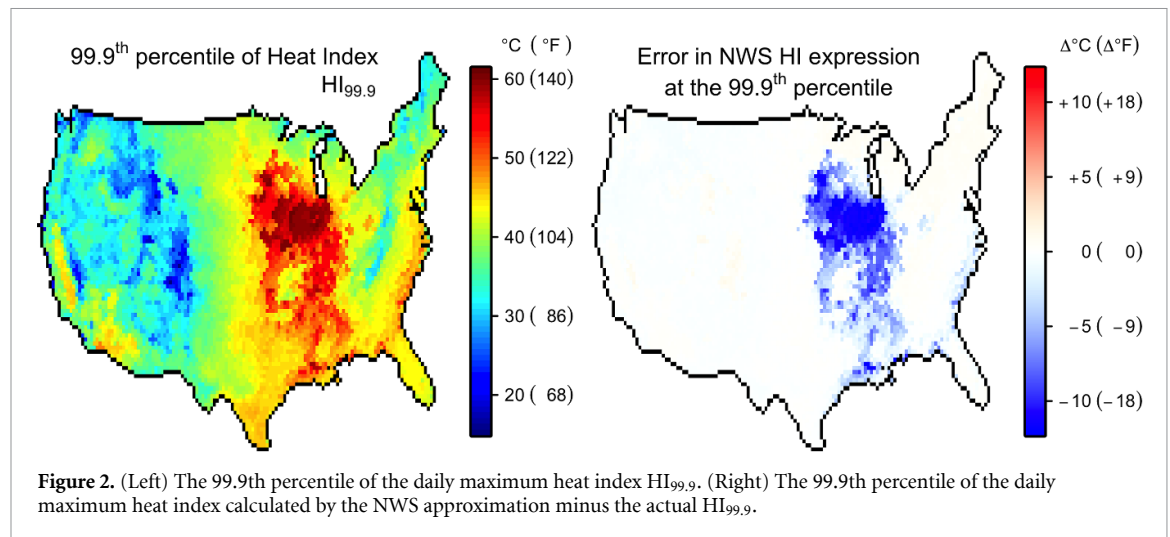 99.9th percentile of Heat Index
HI99.9
°C (°F)
60 (140)
50 (122)
40 (104)
30 ( 86)
20 ( 68)
Error in NWS HI expression
at the 99.9th percentile
Δ°C (Δ°F)
+10 (+18)
+5 ( +9)
0 ( 0)
−5 ( −9)
−10 (−18)
Figure 2. (Left) The 99.9th percentile of the daily maximum heat index HI99.9. (Right) The 99.9th percentile of the daily
maximum heat index calculated by the NWS approximation minus the actual HI99.9.